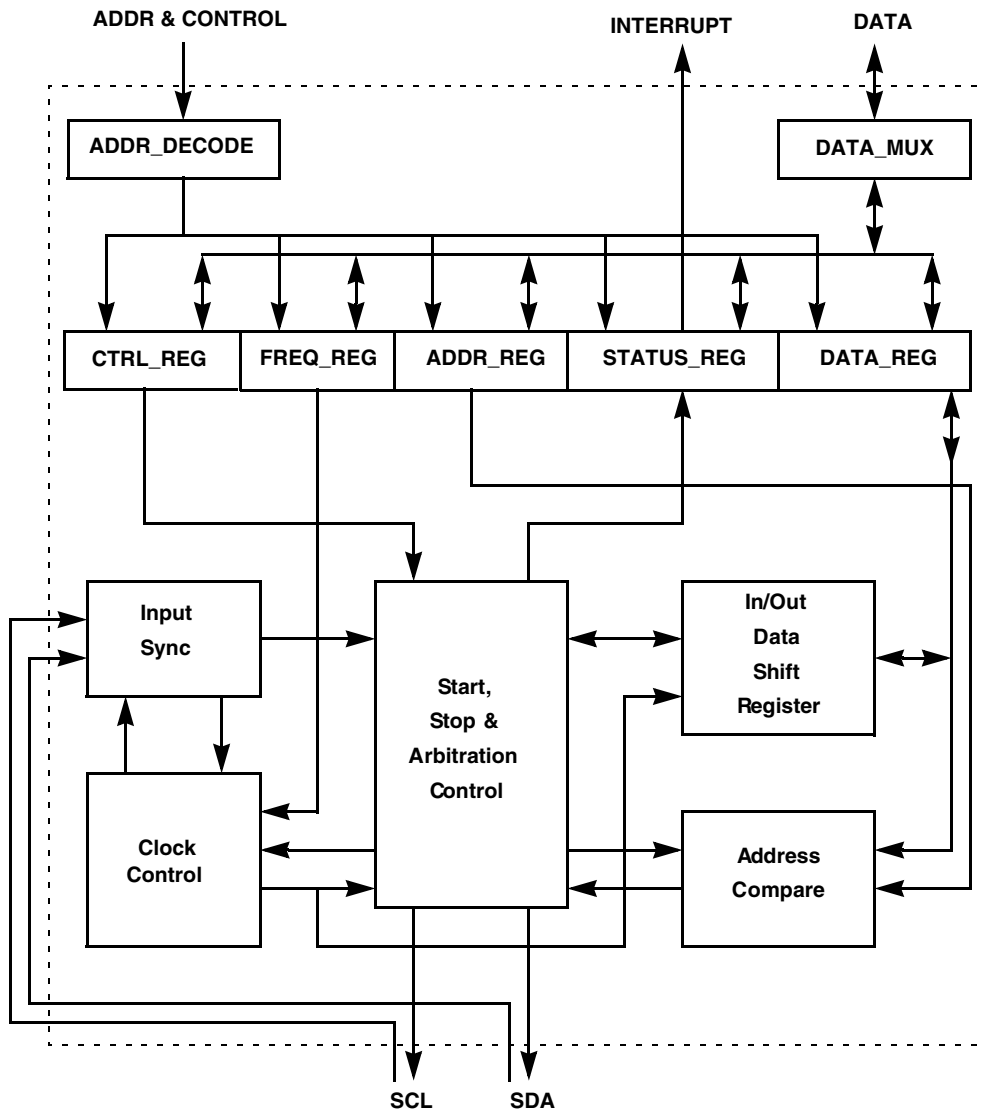 ADDR & CONTROL
INTERRUPT
DATA
ADDR_DECODE
DATA_MUX
CTRL_REG
FREQ_REG
ADDR_REG
STATUS_REG
DATA_REG
Input
Sync
Start,
Stop &
Arbitration
Control
In/Out
Data
Shift
Register
Clock
Control
Address
Compare
SCL
SDA